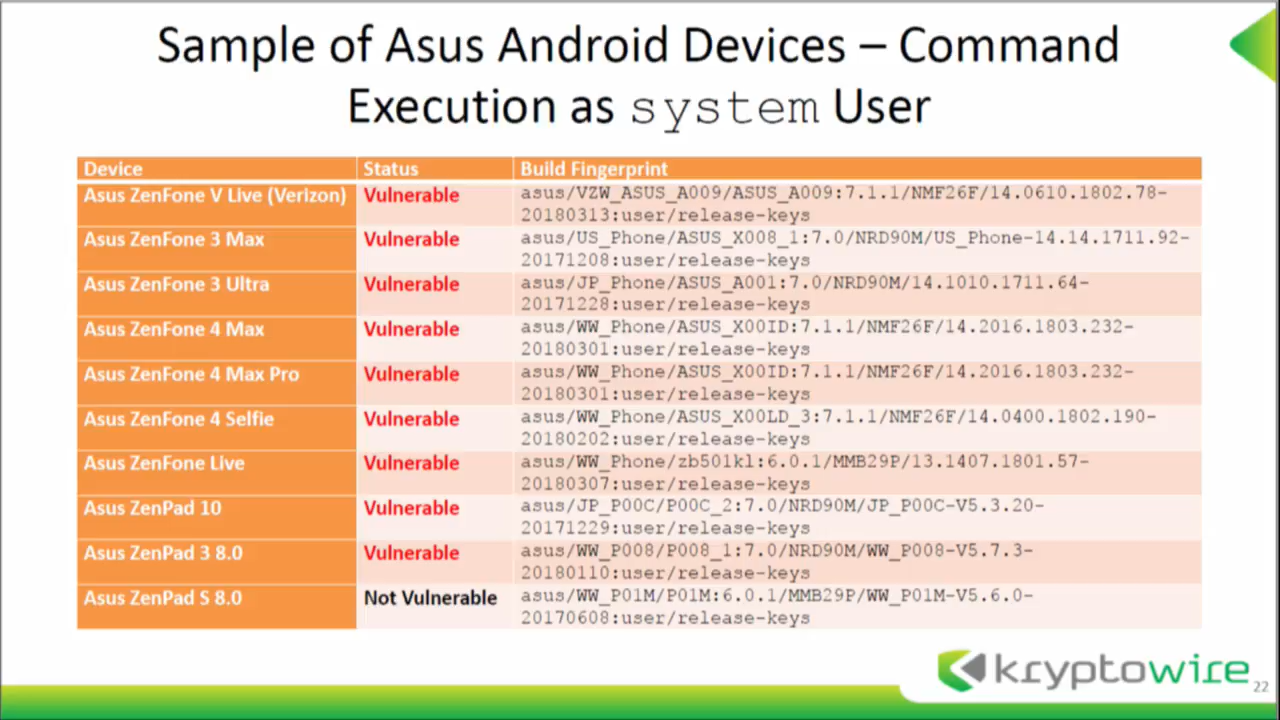 Sample of Asus Android Devices – Command
Execution as system User
Device Status Build Fingerprint
Asus ZenFone V Live (Verizon) Vulnerable asus/VZW_ASUS_A009/ASUS_A009:7.1.1/NMF26F/14.0610.1802.78-
20180313:user/release-keys
Asus ZenFone 3 Max Vulnerable asus/US_Phone/ASUS_X008_1:7.0/NRD90M/US_Phone-14.14.1711.92-
20171208:user/release-keys
Asus ZenFone 3 Ultra Vulnerable asus/JP_Phone/ASUS_A001:7.0/NRD90M/14.1010.1711.64-
20171228:user/release-keys
Asus ZenFone 4 Max Vulnerable asus/WW_Phone/ASUS_X00ID:7.1.1/NMF26F/14.2016.1803.232-
20180301:user/release-keys
Asus ZenFone 4 Max Pro Vulnerable asus/WW_Phone/ASUS_X00ID:7.1.1/NMF26F/14.2016.1803.232-
20180301:user/release-keys
Asus ZenFone 4 Selfie Vulnerable asus/WW_Phone/ASUS_X00LD_3:7.1.1/NMF26F/14.0400.1802.190-
20180202:user/release-keys
Asus ZenFone Live Vulnerable asus/WW_Phone/zb501kl:6.0.1/MMB29P/13.1407.1801.57-
20180307:user/release-keys
Asus ZenPad 10 Vulnerable asus/JP_P00C/P00C_2:7.0/NRD90M/JP_P00C-V5.3.20-
20171229:user/release-keys
Asus ZenPad 3 8.0 Vulnerable asus/WW_P008/P008_1:7.0/NRD90M/WW_P008-V5.7.3-
20180110:user/release-keys
Asus ZenPad S 8.0 Not Vulnerable asus/WW_P01M/P01M:6.0.1/MMB29P/WW_P01M-V5.6.0-
20170608:user/release-keys
kryptowire
22